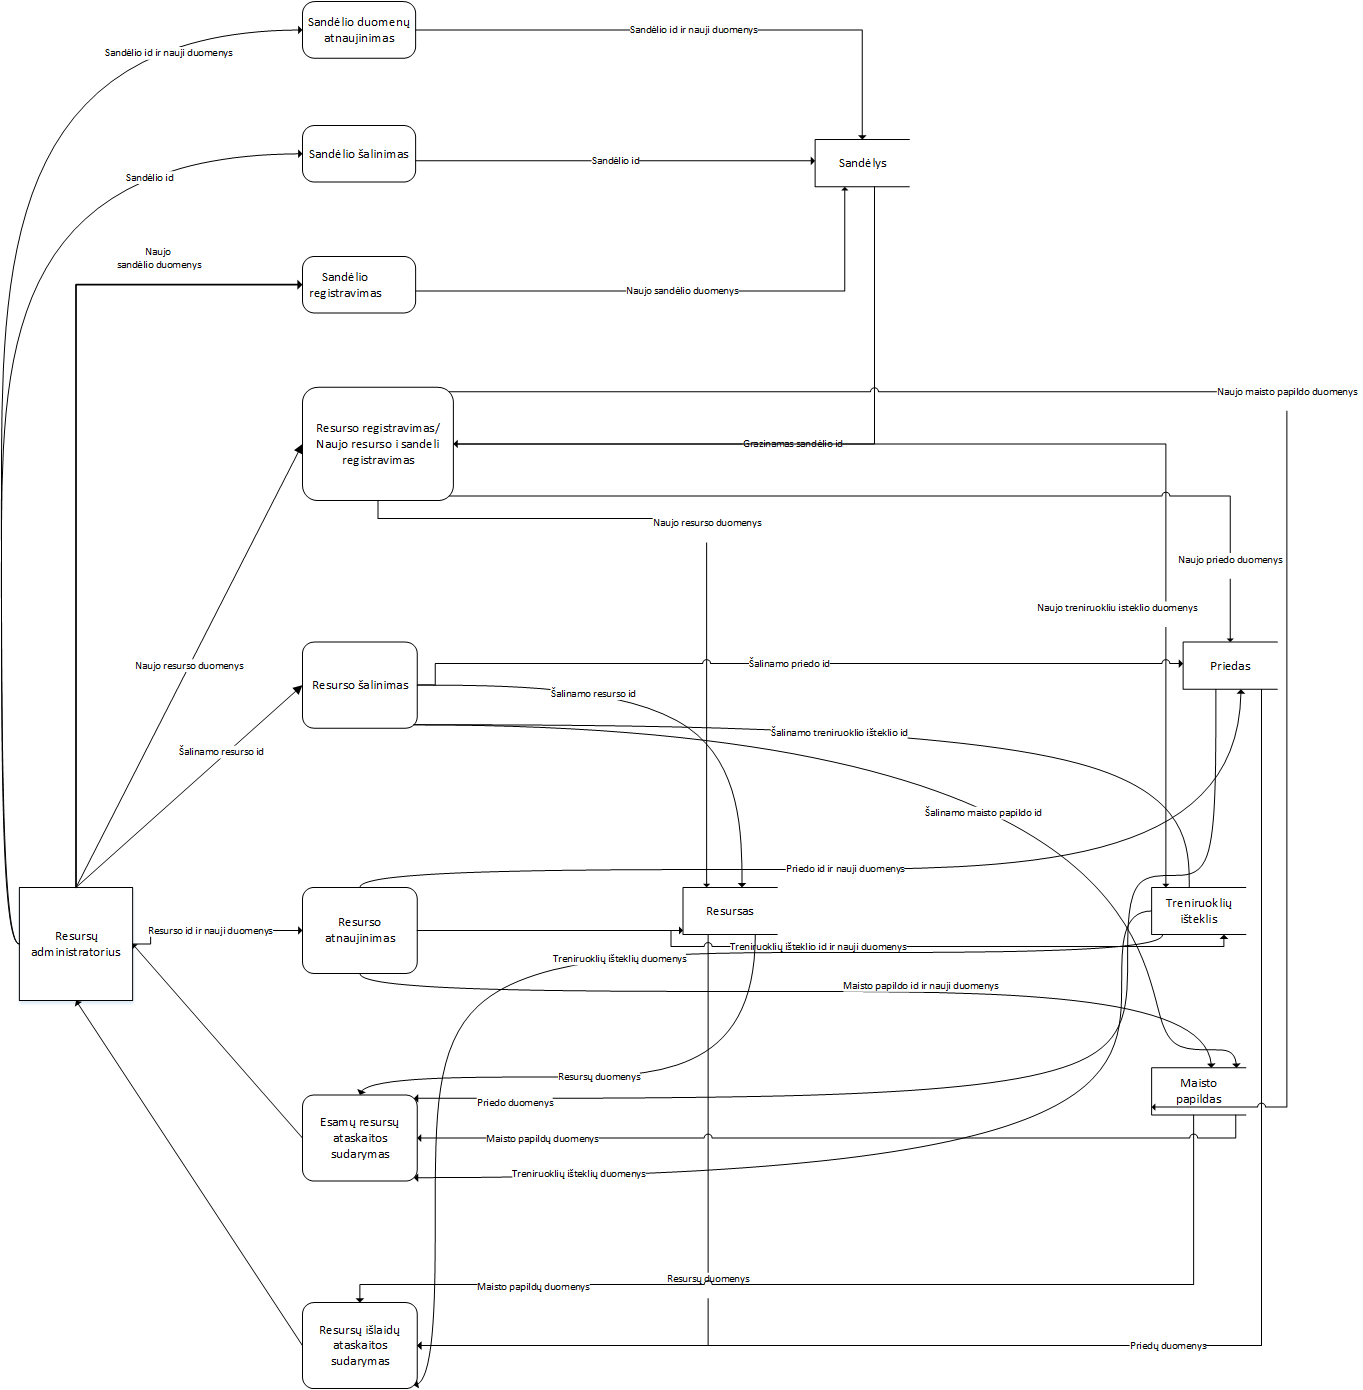 Sandėlio duomenų
atnaujinimas
Sandėlio id ir nauji duomenys
Sandėlio id ir nauji duomenys
Sandėlio šalinimas
Sandėlio id
Sandėlys
Sandėlio id
Naujo
sandėlio duomenys
Sandėlio
registravimas
Naujo sandėlio duomenys
Naujo maisto papildo duomenys
Resurso registravimas/
Naujo resurso i sandeli
registravimas
Grazinamas sandėlio id
Naujo resurso duomenys
Naujo priedo duomenys
Naujo treniruokliu isteklio duomenys
Naujo resurso duomenys
Šalinamo priedo id
Priedas
Resurso šalinimas
Šalinamo resurso id
Šalinamo treniruoklio ištėklio id
Šalinamo resurso id
Šalinamo maisto papildo id
Priedo id ir nauji duomenys
Resursas
Treniruoklių
išteklis
Resurso
atnaujinimas
Resurso id ir nauji duomenys
Resursų
administratorius
Treniruoklių ištėklio id ir nauji duomenys
Treniruoklių išteklių duomenys
Maisto papildo id ir nauji duomenys
Resursų duomenys
Maisto
papildas
Priedo duomenys
Esamų resursų
ataskaitos
sudarymas
Maisto papildų duomenys
Treniruoklių ištėklių duomenys
Resursų duomenys
Maisto papildų duomenys
Resursų išlaidų
ataskaitos
sudarymas
Priedų duomenys